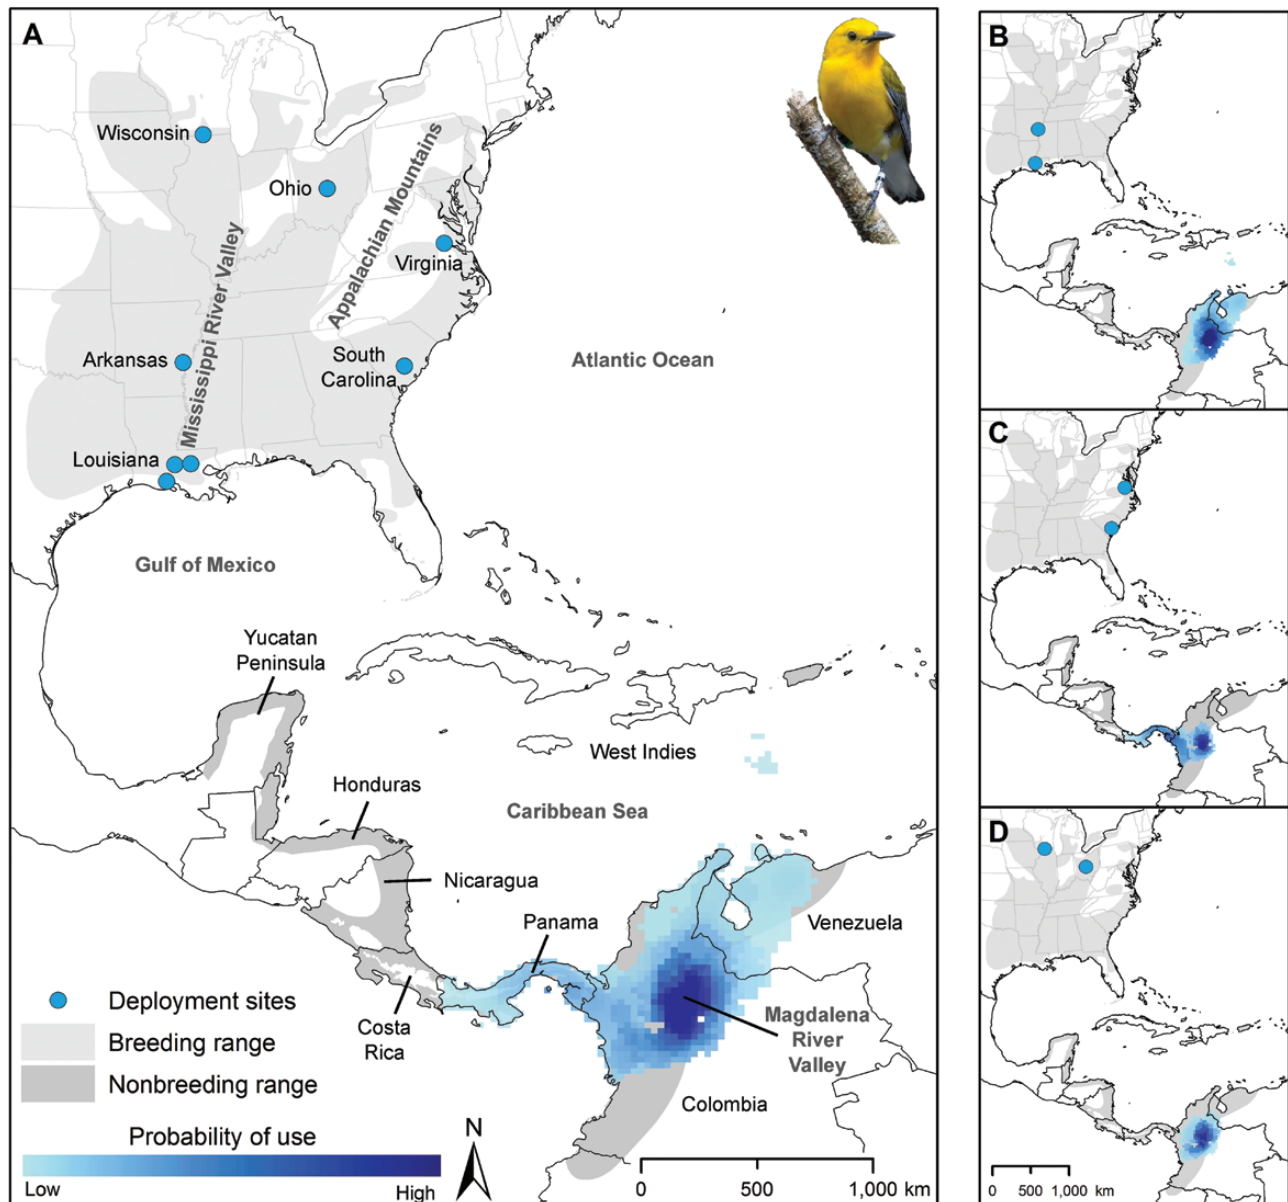 A
Wisconsin
Ohio
Appalachian Mountains
Mississippi River Valley
Virginia
Arkansas
South
Carolina
Atlantic Ocean
Louisiana
Gulf of Mexico
Yucatan
Peninsula
West Indies
Honduras
Caribbean Sea
Nicaragua
Panama
Venezuela
Costa
Rica
Magdalena
River
Valley
Colombia
Deployment sites
Breeding range
Nonbreeding range
Probability of use
Low
High
N
0 500 1,000 km
B
C
D
0 500 1,000 km